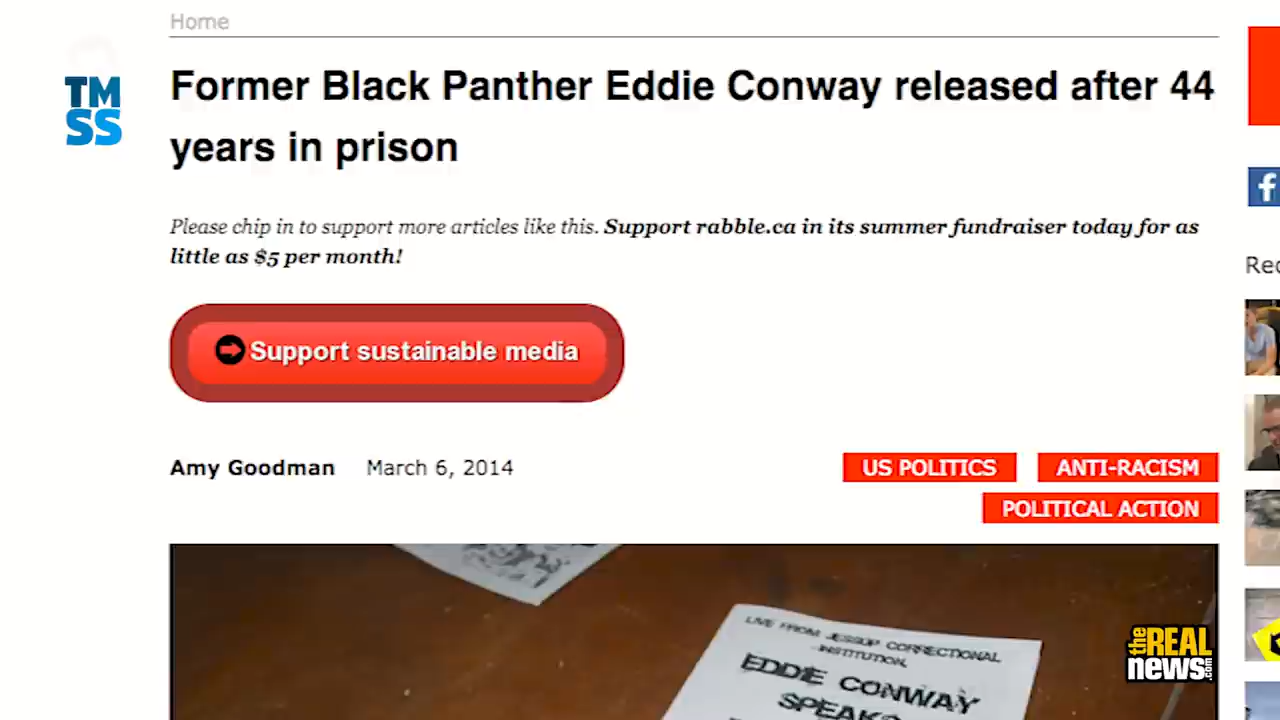 Home
TM
SS
Former Black Panther Eddie Conway released after 44
years in prison
Please chip in to support more articles like this. Support rabble.ca in its summer fundraiser today for as
little as $5 per month!
Support sustainable media
Amy Goodman March 6, 2014
US POLITICS ANTI-RACISM
POLITICAL ACTION
LIVE FROM JESSUP CORRECTIONAL
INSTITUTION,
EDDIE CONWAY
SPEAKS
the REAL
news.com